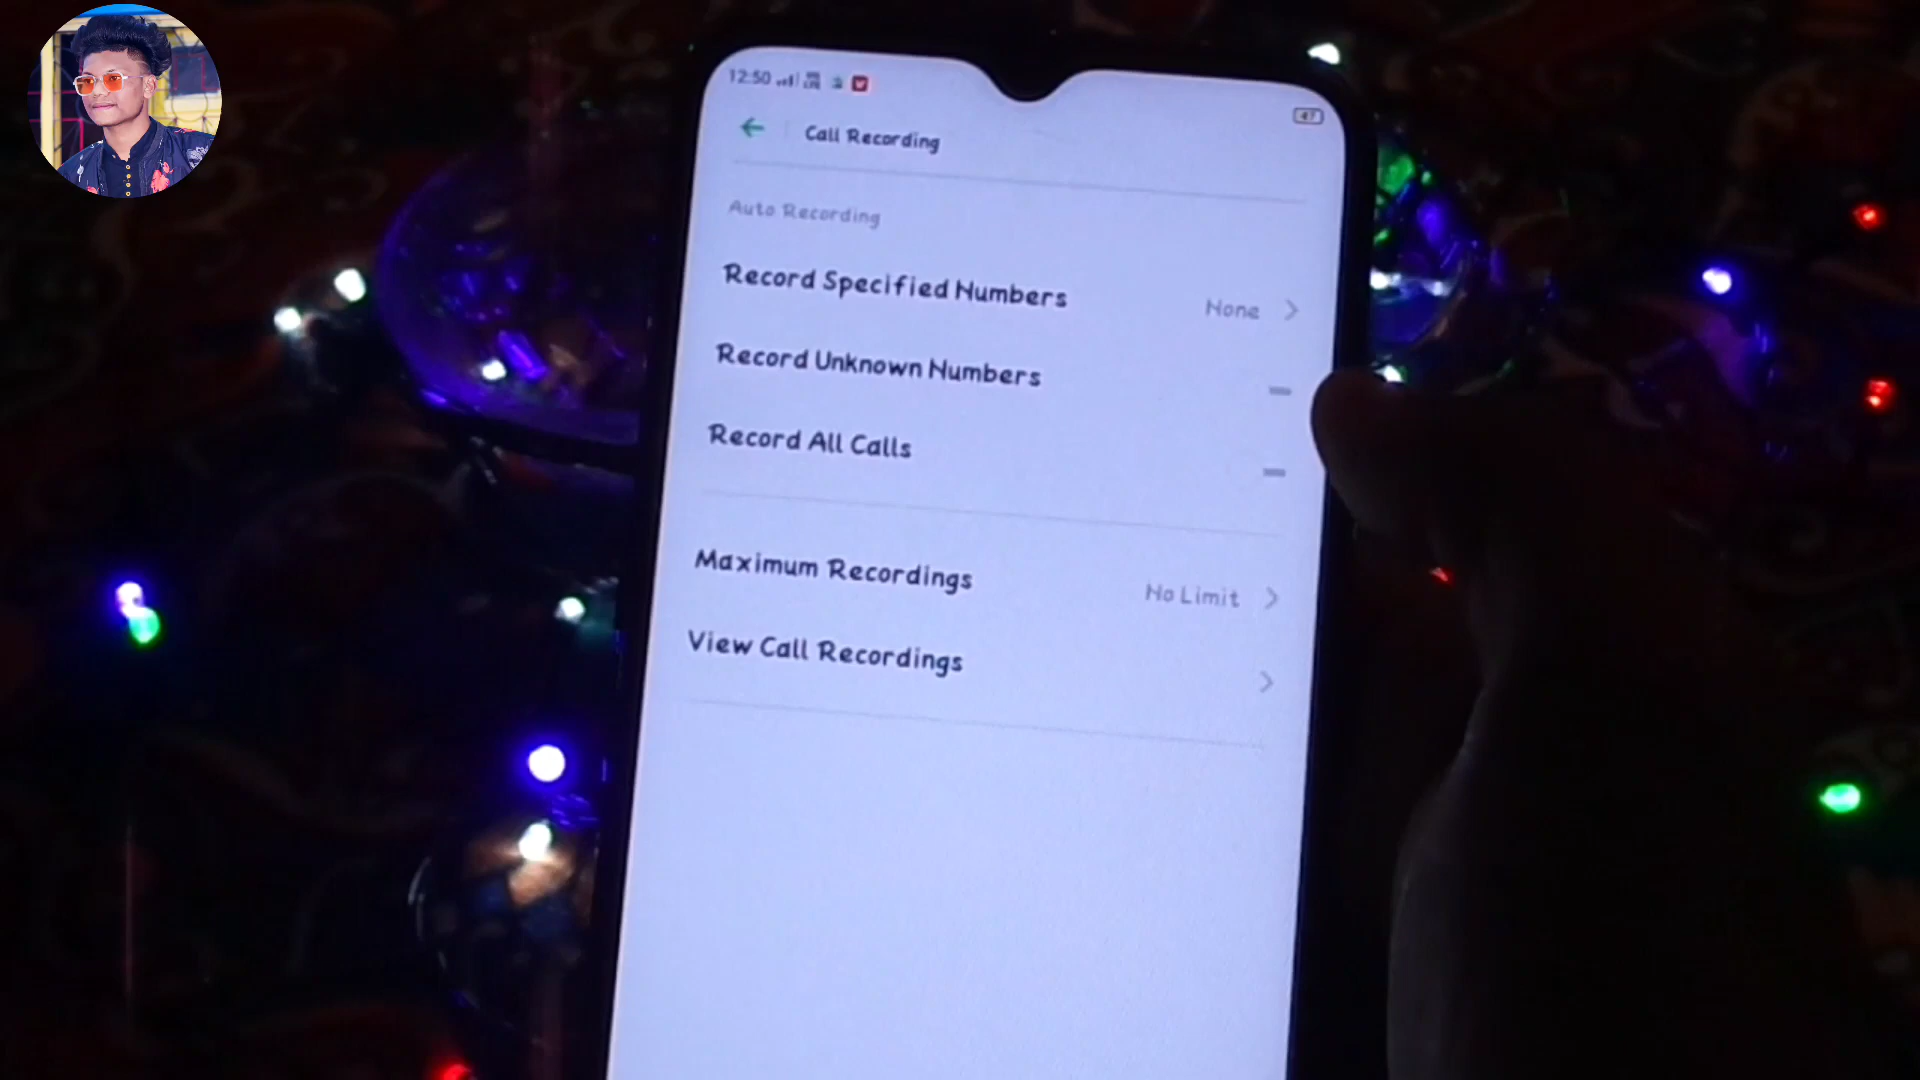 12:50
47
Call Recording
Auto Recording
Record Specified Numbers
None
Record Unknown Numbers
Record All Calls
Maximum Recordings
No Limit
View Call Recordings